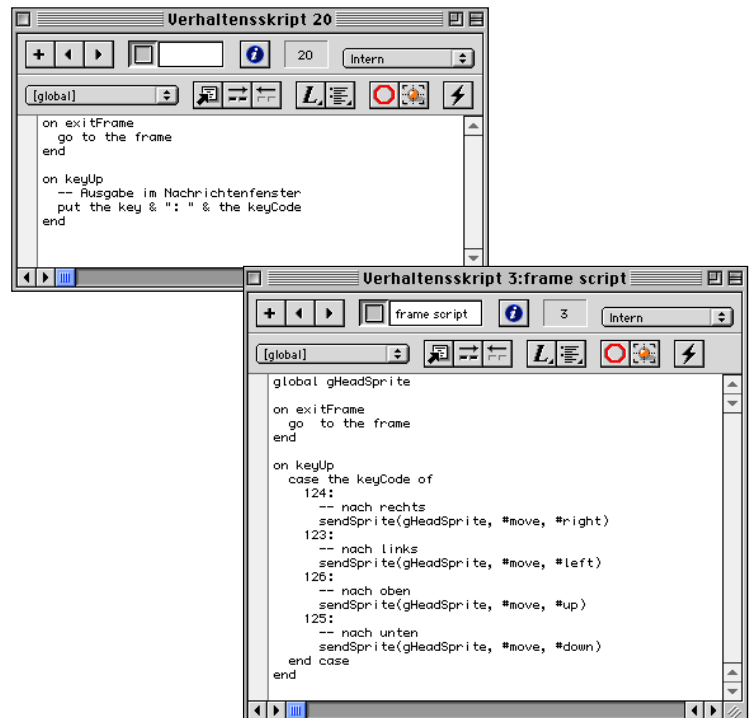 Verhaltensskript 20
20
Intern
[global]
on exitFrame
go to the frame
end
on keyUp
-- Ausgabe im Nachrichtenfenster
put the key & ": " & the keyCode
end
Verhaltensskript 3:frame script
frame script
3
Intern
[global]
global gHeadSprite
on exitFrame
go  to the frame
end
on keyUp
case the keyCode of
124:
-- nach rechts
sendSprite(gHeadSprite, #move, #right)
123:
-- nach links
sendSprite(gHeadSprite, #move, #left)
126:
-- nach oben
sendSprite(gHeadSprite, #move, #up)
125:
-- nach unten
sendSprite(gHeadSprite, #move, #down)
end case
end